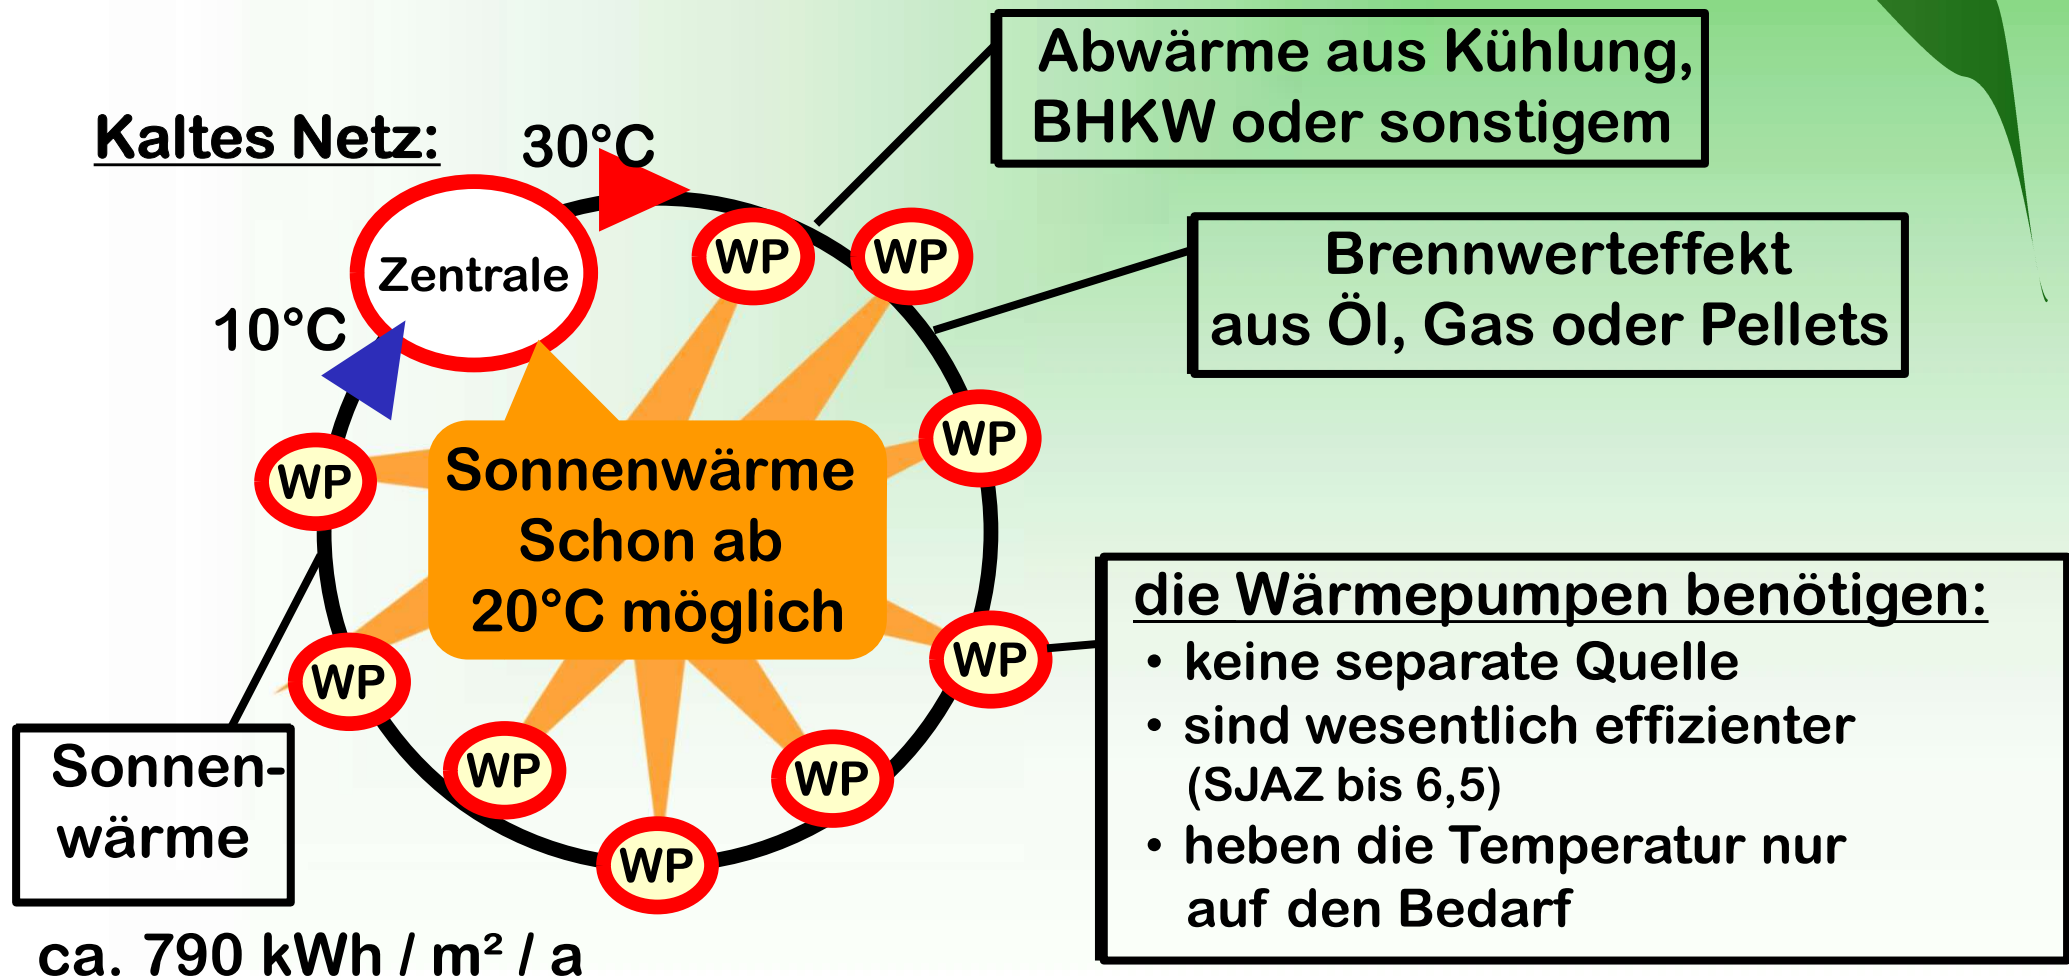 Kaltes Netz:
30°C
10°C
Zentrale
WP
WP
WP
WP
WP
WP
WP
WP
WP
Sonnenwärme
Schon ab
20°C möglich
Abwärme aus Kühlung,
BHKW oder sonstigem
Brennwerteffekt
aus Öl, Gas oder Pellets
die Wärmepumpen benötigen:
• keine separate Quelle
• sind wesentlich effizienter
(SJAZ bis 6,5)
• heben die Temperatur nur
auf den Bedarf
Sonnen-
wärme
ca. 790 kWh / m² / a